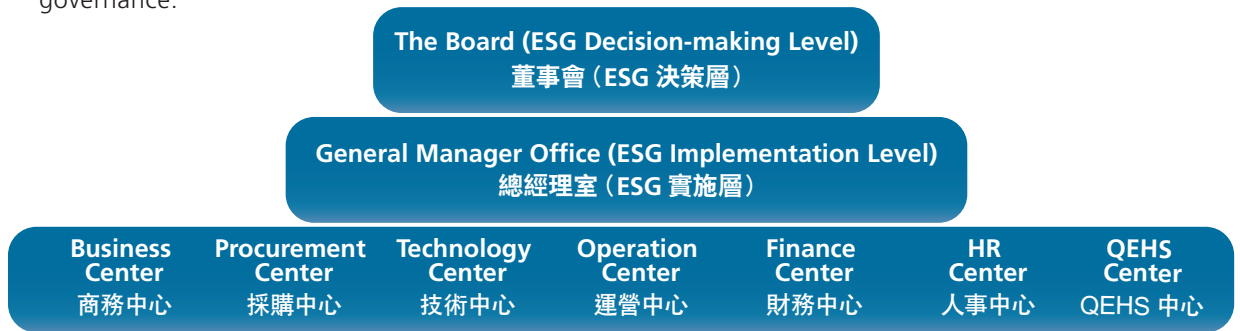 governance.
The Board (ESG Decision-making Level)
董事會（ESG 決策層）
General Manager Office (ESG Implementation Level)
總經理室（ESG 實施層）
Business Center
商務中心
Procurement Center
採購中心
Technology Center
技術中心
Operation Center
運營中心
Finance Center
財務中心
HR Center
人事中心
QEHS Center
QEHS 中心